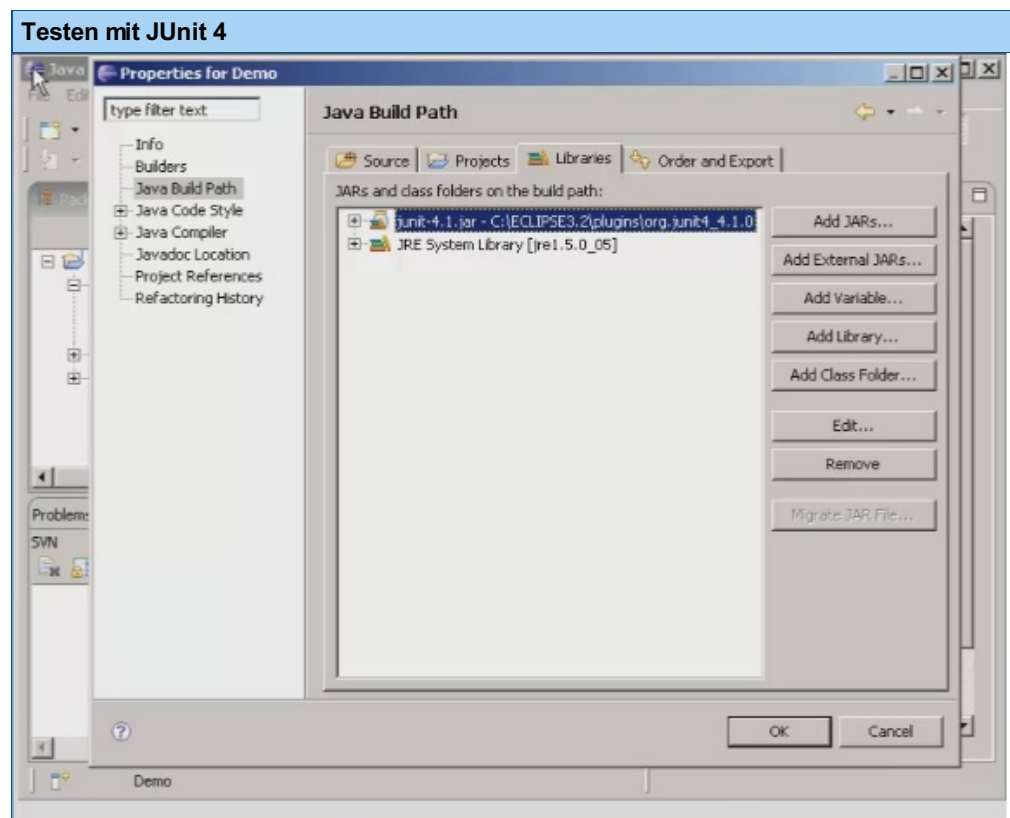 Testen mit JUnit 4
Java
Properties for Demo
File Edi
type filter text
Java Build Path
Info
Builders
Java Build Path
Java Code Style
Java Compiler
Javadoc Location
Project References
Refactoring History
Source
Projects
Libraries
Order and Export
JARs and class folders on the build path:
junit-4.1.jar - C:\ECLIPSE3.2\plugins\org.junit4_4.1.0
JRE System Library [jre1.5.0_05]
Add JARs...
Add External JARs...
Add Variable...
Add Library...
Add Class Folder...
Edit...
Remove
Migrate JAR File...
Pac
Problems
SVN
OK
Cancel
Demo